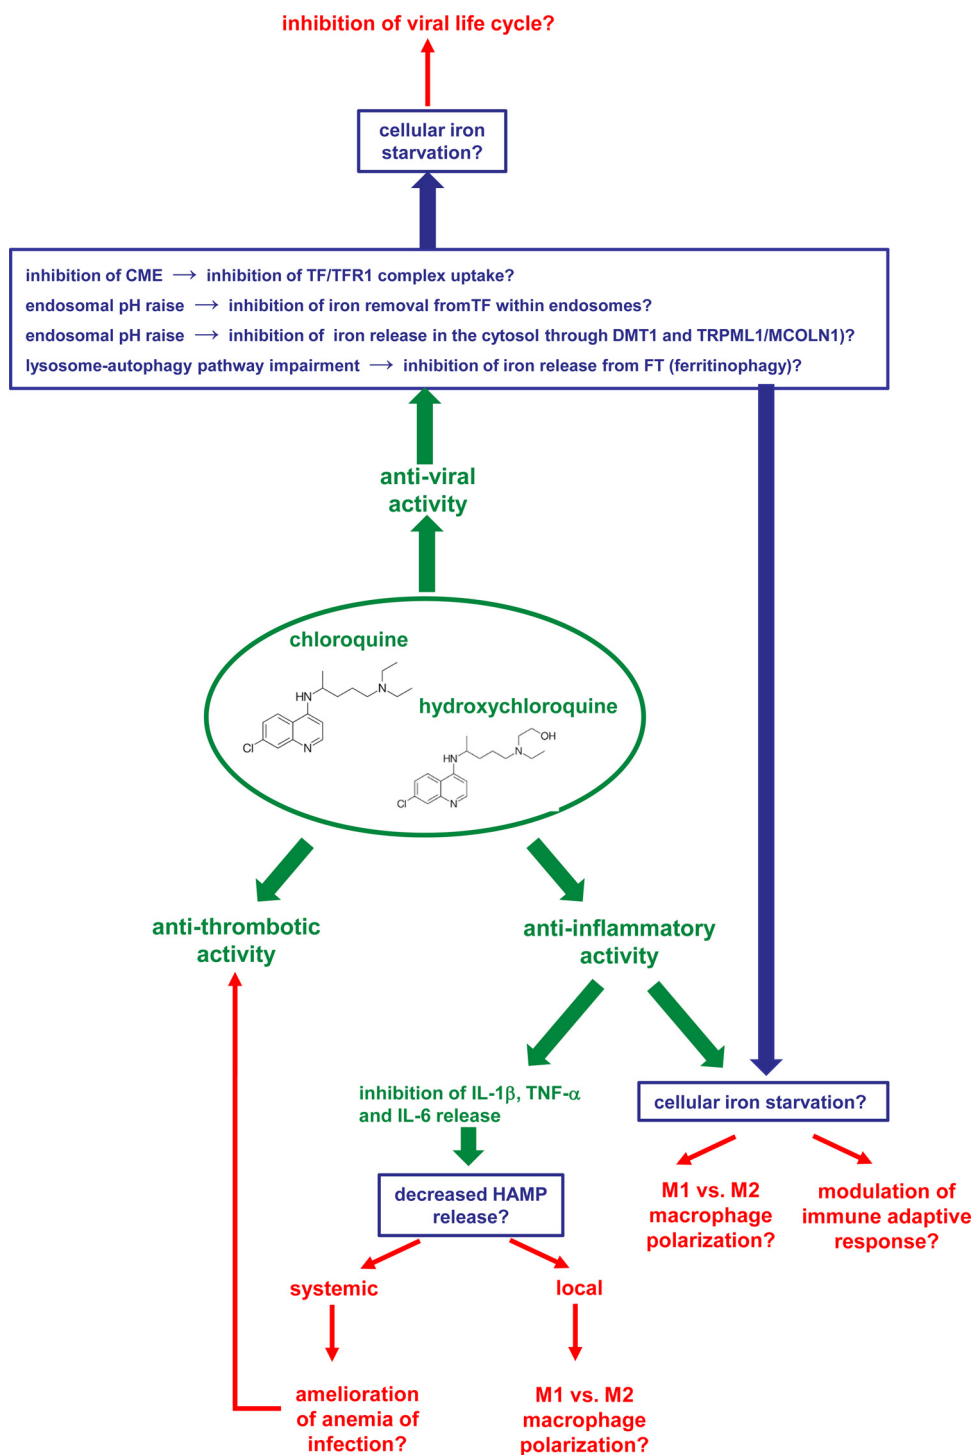 inhibition of viral life cycle?
cellular iron
starvation?
inhibition of CME → inhibition of TF/TFR1 complex uptake?
endosomal pH raise → inhibition of iron removal fromTF within endosomes?
endosomal pH raise → inhibition of iron release in the cytosol through DMT1 and TRPML1/MCOLN1)?
lysosome-autophagy pathway impairment → inhibition of iron release from FT (ferritinophagy)?
anti-viral
activity
chloroquine
HN
N
Cl
N
hydroxychloroquine
OH
HN
N
Cl
N
anti-thrombotic
activity
anti-inflammatory
activity
inhibition of IL-1β, TNF-α
and IL-6 release
cellular iron starvation?
decreased HAMP
release?
M1 vs. M2
macrophage
polarization?
modulation of
immune adaptive
response?
systemic
local
amelioration
of anemia of
infection?
M1 vs. M2
macrophage
polarization?